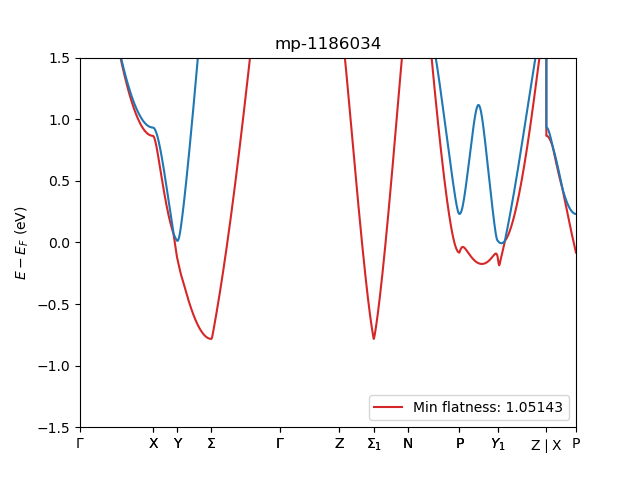 mp-1186034
1.5
1.0
0.5
0.0
−0.5
−1.0
−1.5
E − E_F (eV)
Min flatness: 1.05143
Γ X Y Σ Γ Z Σ₁ N P Y₁ Z | X P